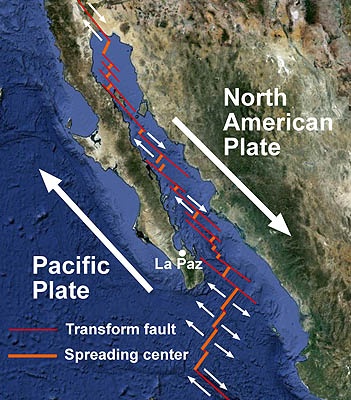 North
American
Plate
La Paz
Pacific
Plate
Transform fault
Spreading center